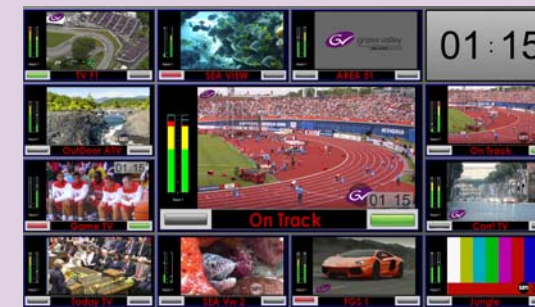 TV F1
SEA VIEW
grass valley
AREA 51
01:15
OutDoor ATV
01:15
On Track
On Track
01:15
Game TV
Cont TV
Today TV
SEA Vw 2
FGS 1
Jungle